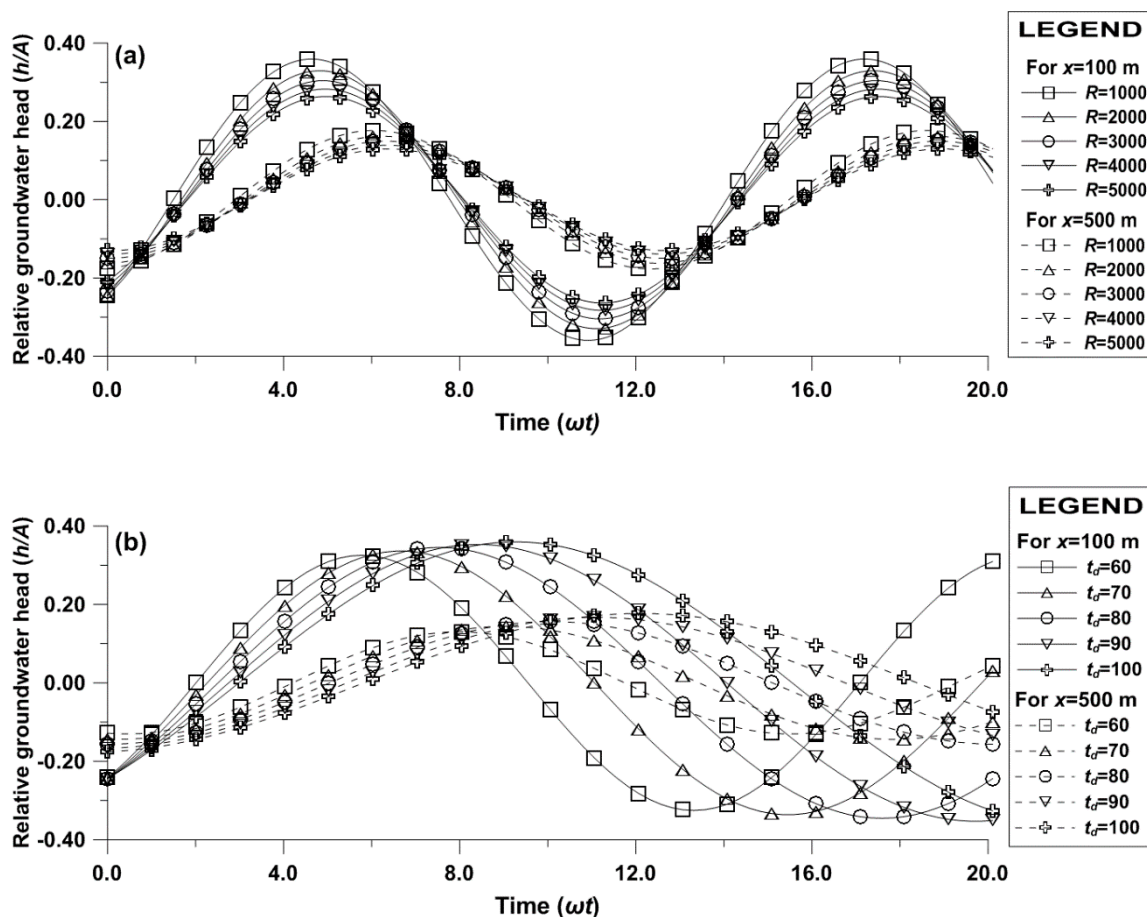 (a)
Relative groundwater head (h/A)
0.40
0.20
0.00
-0.20
-0.40
0.0
4.0
8.0
12.0
16.0
20.0
Time (ωt)
LEGEND
For x=100 m
R=1000
R=2000
R=3000
R=4000
R=5000
For x=500 m
R=1000
R=2000
R=3000
R=4000
R=5000
(b)
Relative groundwater head (h/A)
0.40
0.20
0.00
-0.20
-0.40
0.0
4.0
8.0
12.0
16.0
20.0
Time (ωt)
LEGEND
For x=100 m
td=60
td=70
td=80
td=90
td=100
For x=500 m
td=60
td=70
td=80
td=90
td=100